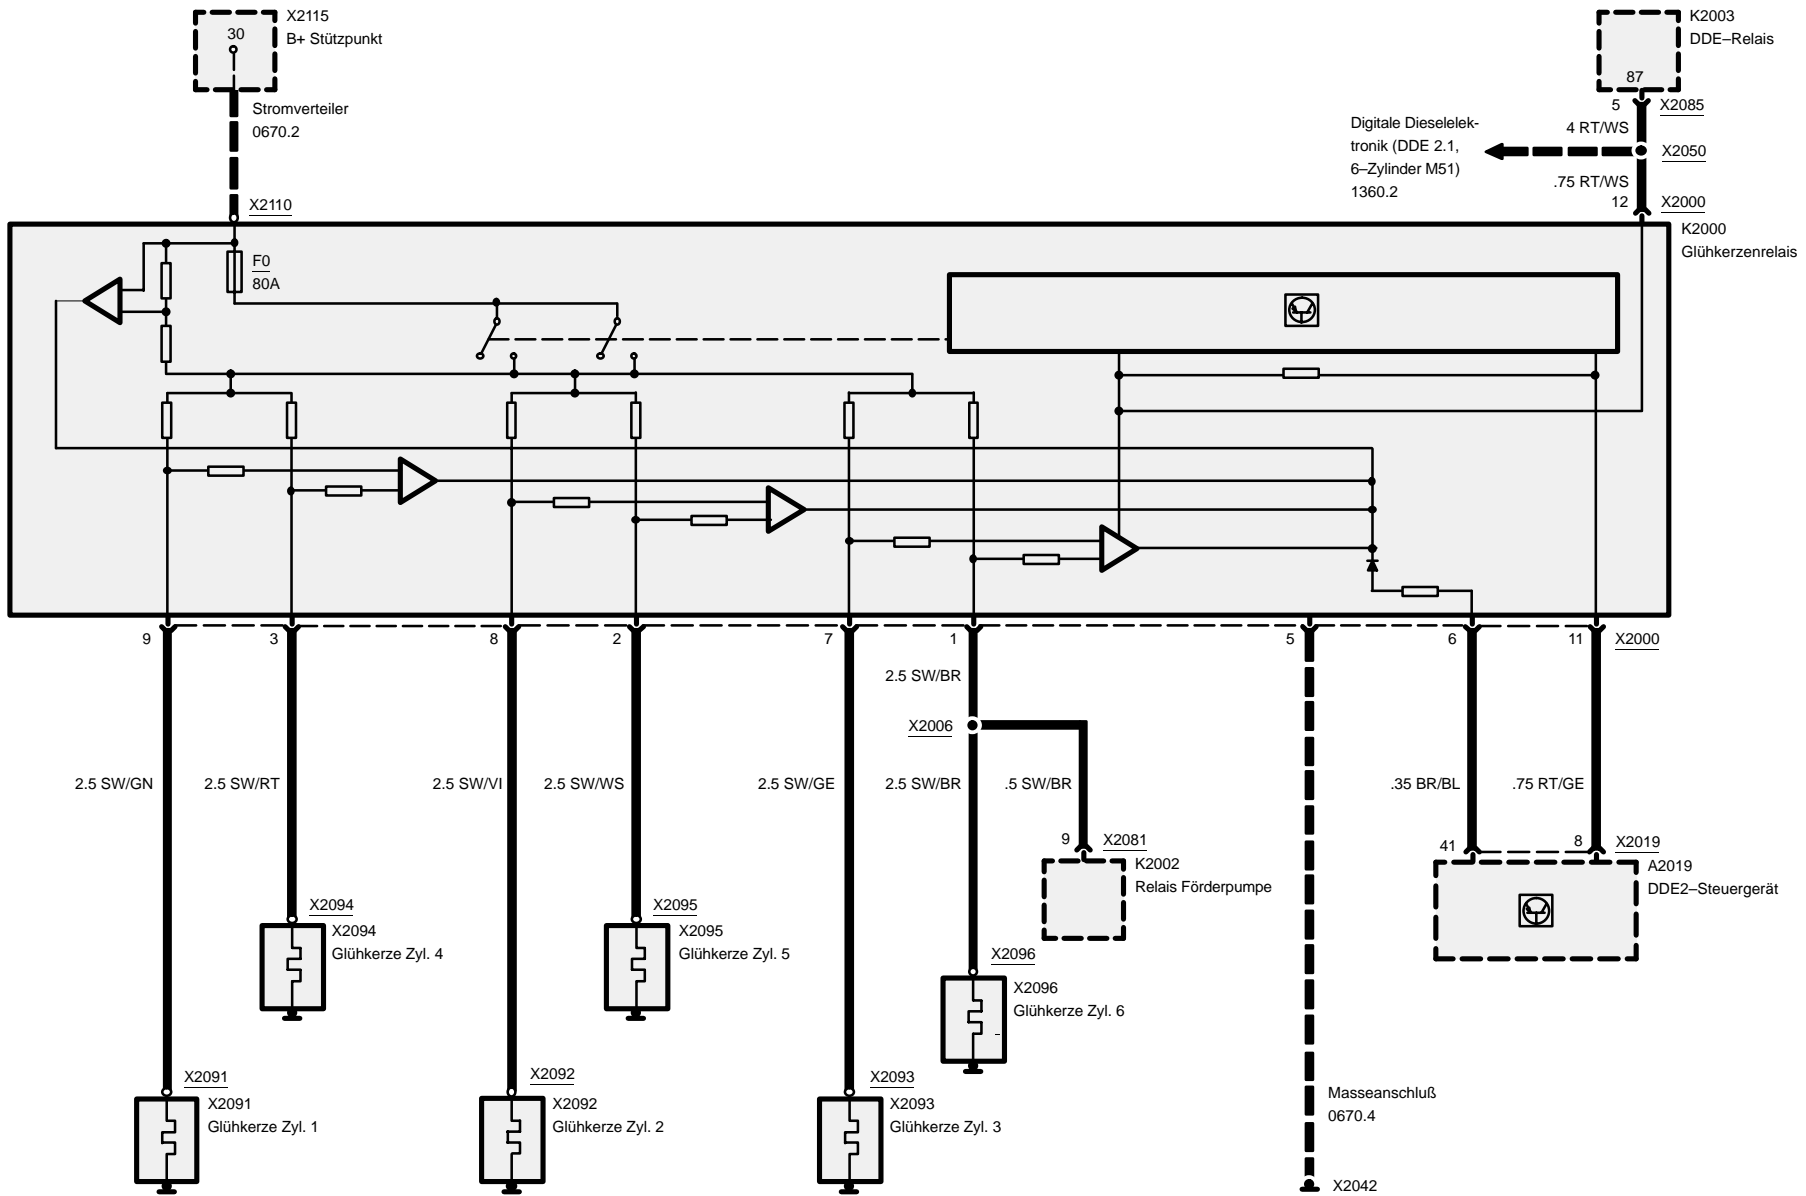 X2115
B+ Stützpunkt
30
Stromverteiler
0670.2
X2110
K2003
DDE–Relais
87
5
X2085
4 RT/WS
Digitale Dieselelek-
tronik (DDE 2.1,
6–Zylinder M51)
1360.2
X2050
.75 RT/WS
12
X2000
K2000
Glühkerzenrelais
F0
80A
9
3
8
2
7
1
5
6
11
X2000
2.5 SW/BR
X2006
2.5 SW/GN
2.5 SW/RT
2.5 SW/VI
2.5 SW/WS
2.5 SW/GE
2.5 SW/BR
.5 SW/BR
.35 BR/BL
.75 RT/GE
9
X2081
K2002
Relais Förderpumpe
41
8
X2019
A2019
DDE2–Steuergerät
X2094
X2094
Glühkerze Zyl. 4
X2095
X2095
Glühkerze Zyl. 5
X2096
X2096
Glühkerze Zyl. 6
X2091
X2091
Glühkerze Zyl. 1
X2092
X2092
Glühkerze Zyl. 2
X2093
X2093
Glühkerze Zyl. 3
Masseanschluß
0670.4
X2042